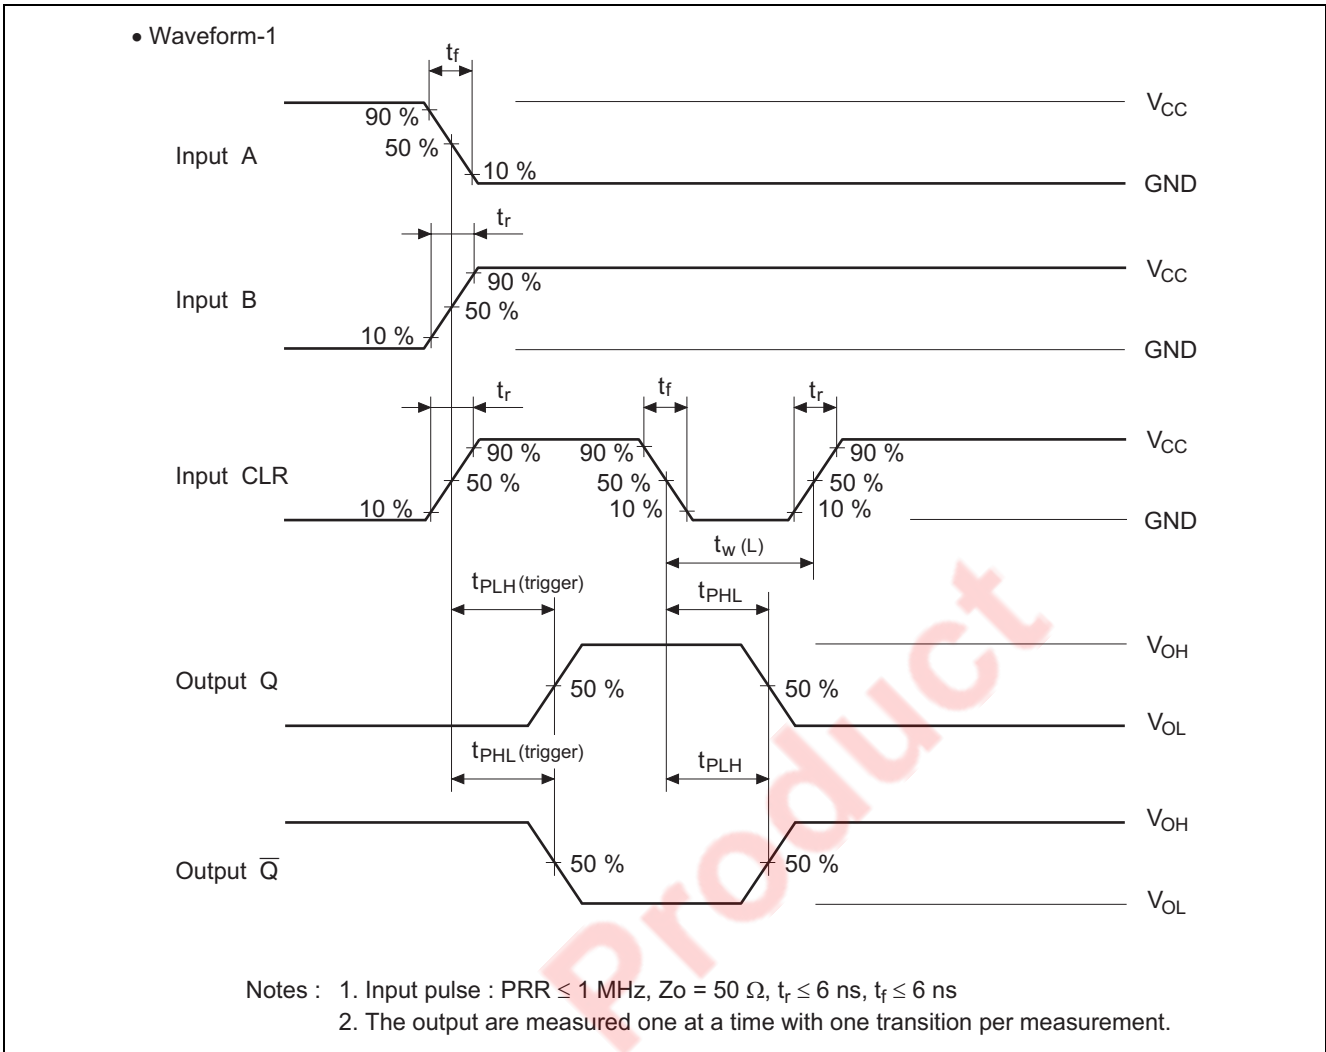 • Waveform-1
tf
90 %
VCC
Input A
50 %
10 %
GND
tr
VCC
90 %
Input B
50 %
10 %
GND
tr
tf
tr
VCC
90 %
90 %
90 %
Input CLR
50 %
50 %
50 %
10 %
10 %
10 %
GND
tw (L)
tPLH (trigger)
tPHL
VOH
Output Q
50 %
50 %
VOL
tPHL (trigger)
tPLH
VOH
Output Q̅
50 %
50 %
VOL
Product
Notes : 1. Input pulse : PRR ≤ 1 MHz, Zo = 50 Ω, tr ≤ 6 ns, tf ≤ 6 ns
2. The output are measured one at a time with one transition per measurement.